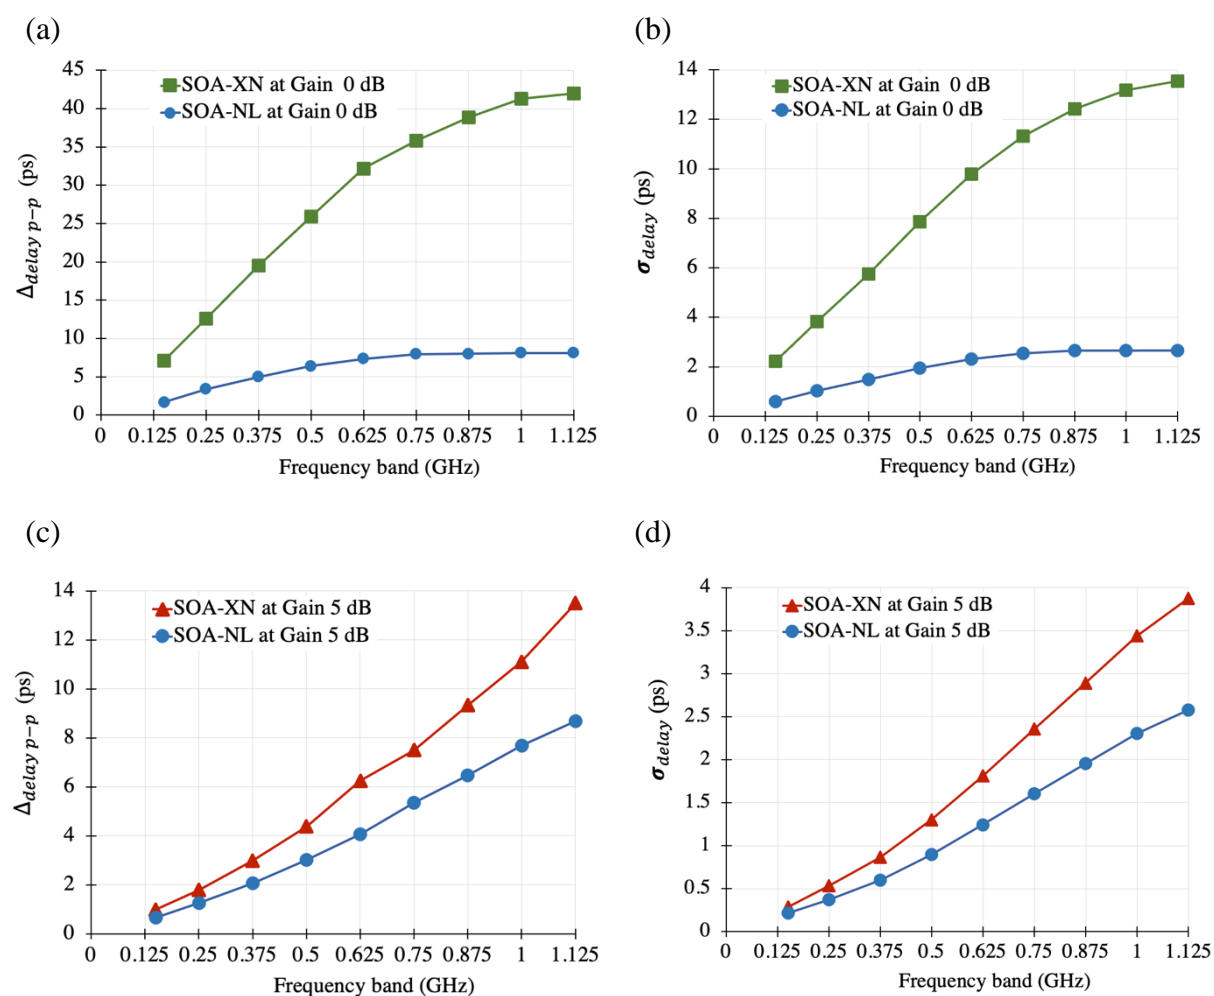 (a)
45
40
35
30
25
20
15
10
5
0
SOA-XN at Gain 0 dB
SOA-NL at Gain 0 dB
Δdelay p−p (ps)
0 0.125 0.25 0.375 0.5 0.625 0.75 0.875 1 1.125
Frequency band (GHz)
(b)
14
12
10
8
6
4
2
0
SOA-XN at Gain 0 dB
SOA-NL at Gain 0 dB
σdelay (ps)
0 0.125 0.25 0.375 0.5 0.625 0.75 0.875 1 1.125
Frequency band (GHz)
(c)
14
12
10
8
6
4
2
0
SOA-XN at Gain 5 dB
SOA-NL at Gain 5 dB
Δdelay p−p (ps)
0 0.125 0.25 0.375 0.5 0.625 0.75 0.875 1 1.125
Frequency band (GHz)
(d)
4
3.5
3
2.5
2
1.5
1
0.5
0
SOA-XN at Gain 5 dB
SOA-NL at Gain 5 dB
σdelay (ps)
0 0.125 0.25 0.375 0.5 0.625 0.75 0.875 1 1.125
Frequency band (GHz)